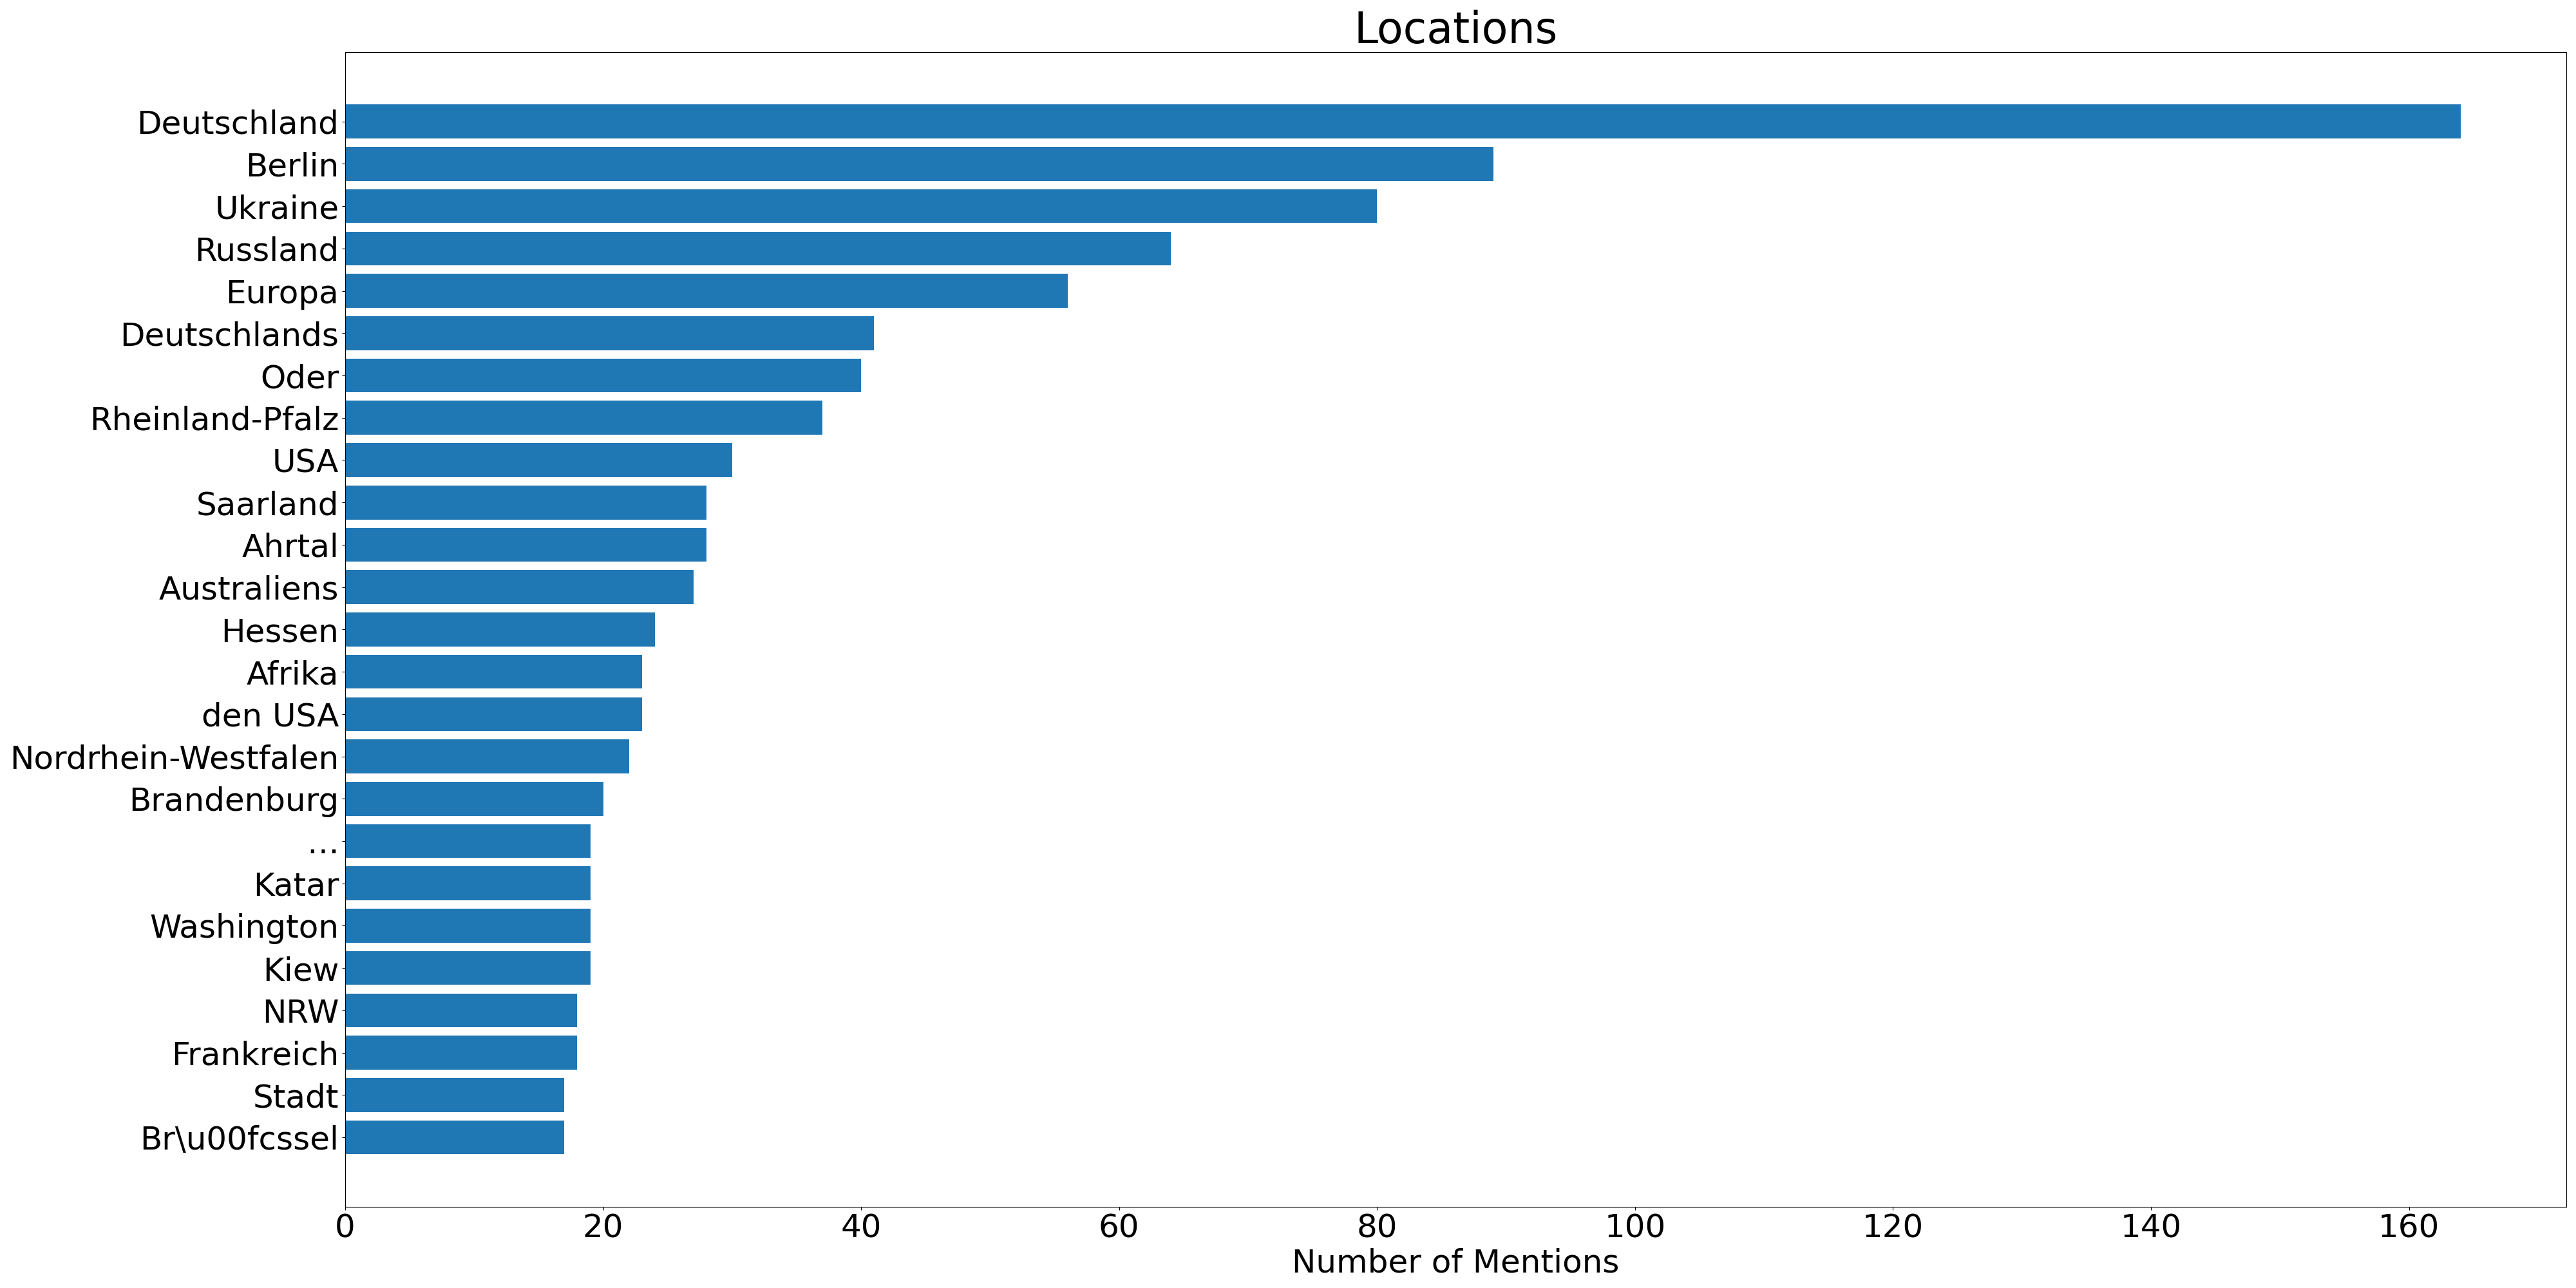 Locations
Deutschland
Berlin
Ukraine
Russland
Europa
Deutschlands
Oder
Rheinland-Pfalz
USA
Saarland
Ahrtal
Australiens
Hessen
Afrika
den USA
Nordrhein-Westfalen
Brandenburg
...
Katar
Washington
Kiew
NRW
Frankreich
Stadt
Br\u00fcssel
0 20 40 60 80 100 120 140 160
Number of Mentions